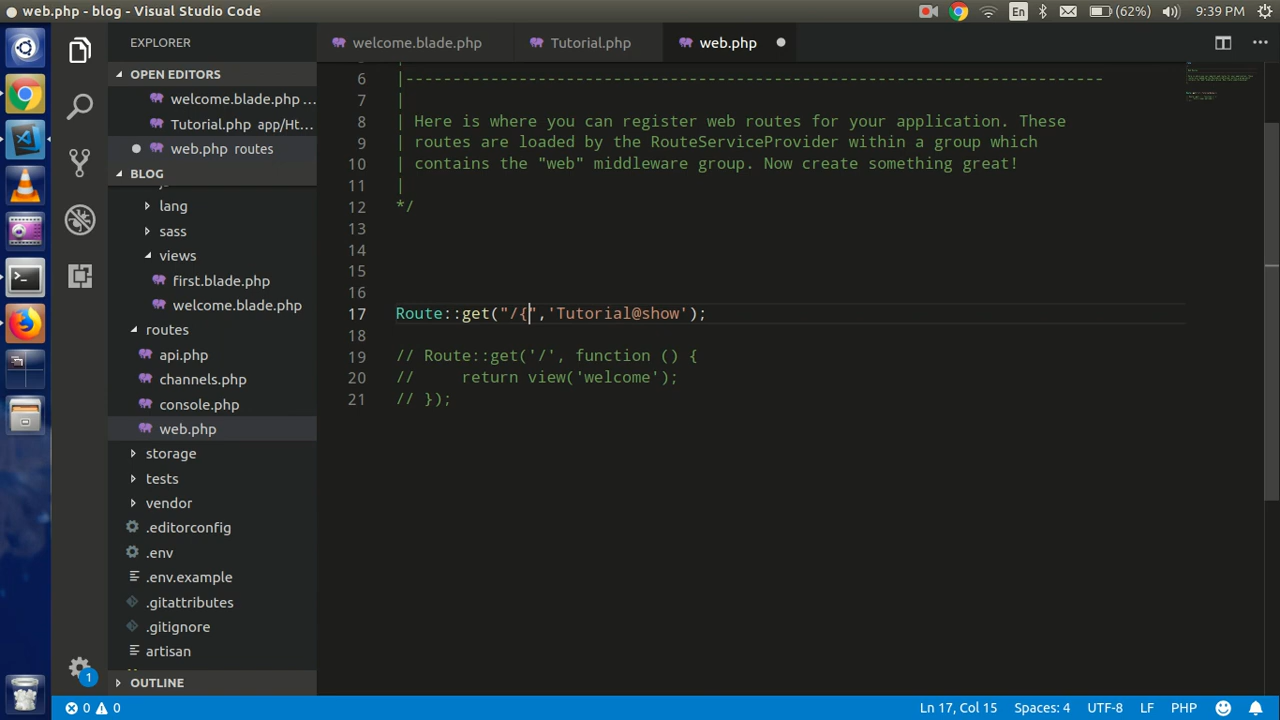 web.php - blog - Visual Studio Code
En
(62%)
9:39 PM
EXPLORER
OPEN EDITORS
welcome.blade.php ...
Tutorial.php app/Ht...
web.php routes
BLOG
lang
sass
views
first.blade.php
welcome.blade.php
routes
api.php
channels.php
console.php
web.php
storage
tests
vendor
.editorconfig
.env
.env.example
.gitattributes
.gitignore
artisan
OUTLINE
1
welcome.blade.php
Tutorial.php
web.php
6 |--------------------------------------------------------------------------
7 |
8 | Here is where you can register web routes for your application. These
9 | routes are loaded by the RouteServiceProvider within a group which
10 | contains the "web" middleware group. Now create something great!
11 |
12 */
13
14
15
16
17 Route::get("/{",'Tutorial@show');
18
19 // Route::get('/', function () {
20 //     return view('welcome');
21 // });
0
0
Ln 17, Col 15
Spaces: 4
UTF-8
LF
PHP